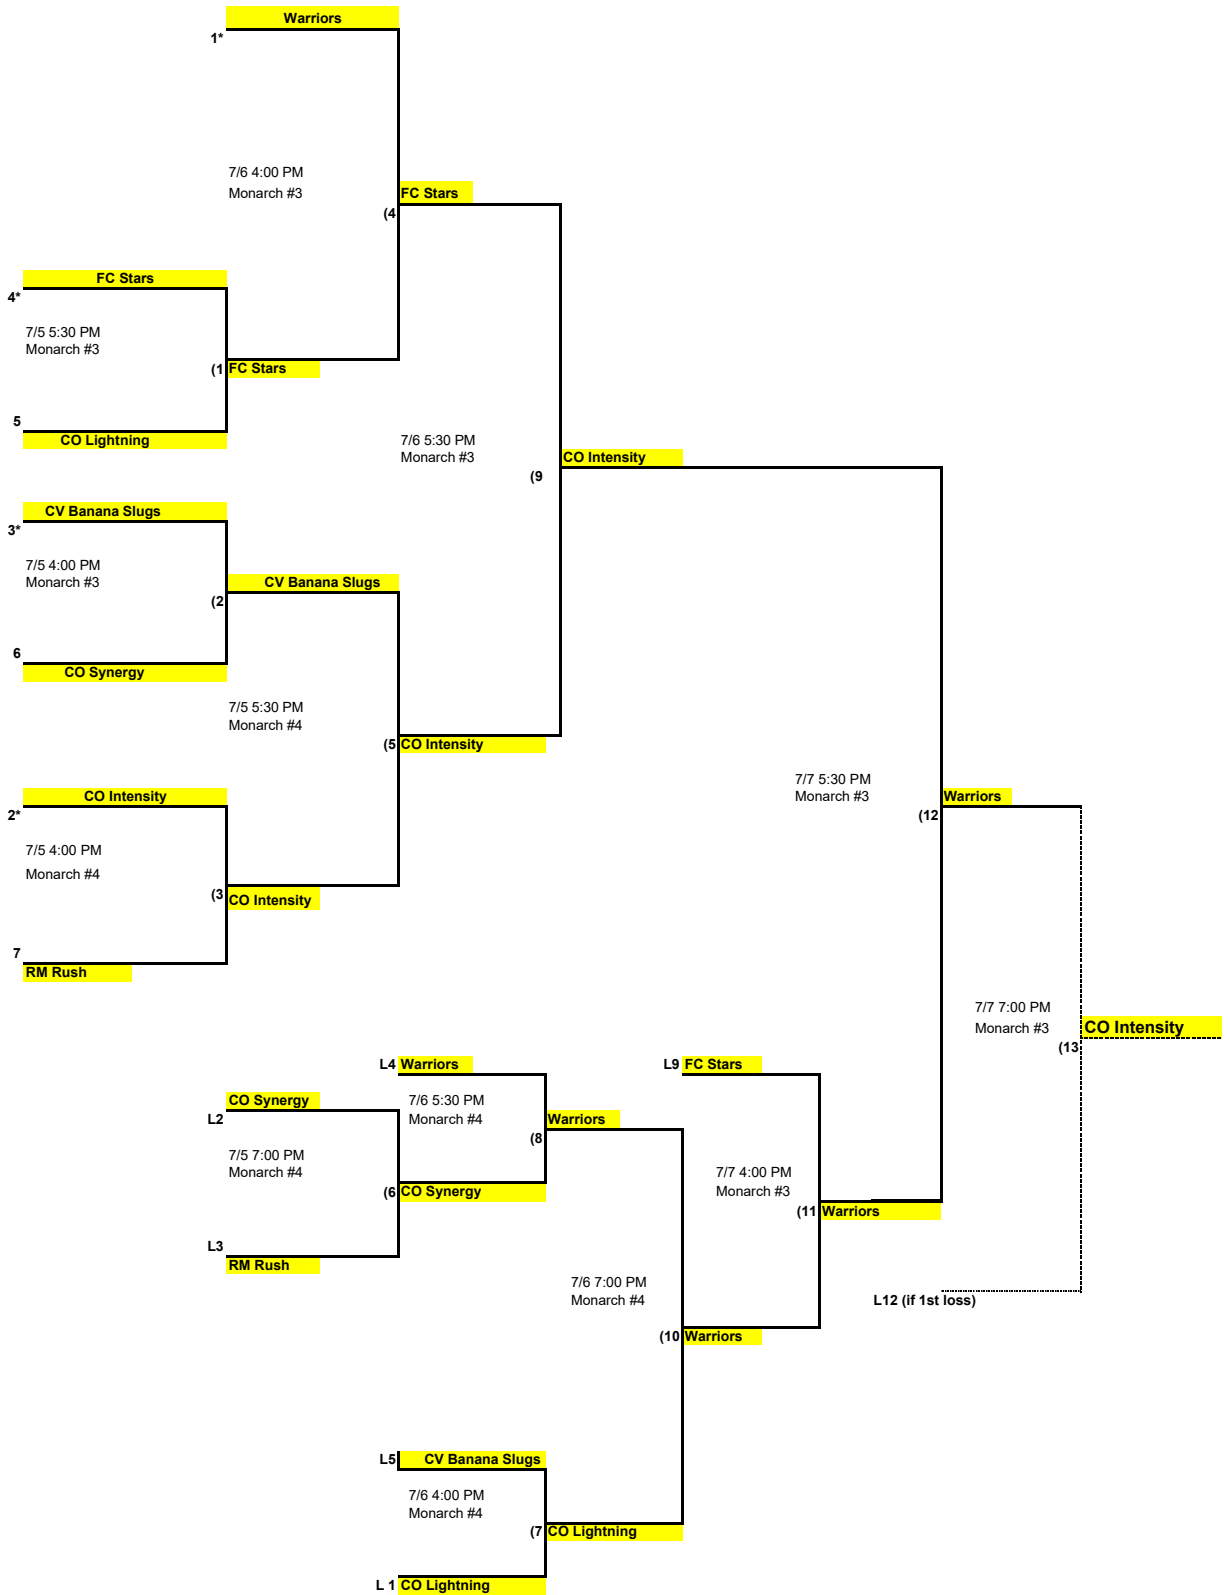 Warriors
1*
7/6 4:00 PM
Monarch #3
FC Stars
(4
FC Stars
4*
7/5 5:30 PM
Monarch #3
(1
FC Stars
5
CO Lightning
7/6 5:30 PM
Monarch #3
CO Intensity
(9
CV Banana Slugs
3*
7/5 4:00 PM
Monarch #3
CV Banana Slugs
(2
6
CO Synergy
7/5 5:30 PM
Monarch #4
(5
CO Intensity
CO Intensity
2*
7/5 4:00 PM
Monarch #4
(3
CO Intensity
7
RM Rush
7/7 5:30 PM
Monarch #3
Warriors
(12
7/7 7:00 PM
Monarch #3
CO Intensity
(13
L4 Warriors
L9 FC Stars
CO Synergy
L2
7/6 5:30 PM
Monarch #4
Warriors
(8
7/5 7:00 PM
Monarch #4
(6
CO Synergy
7/7 4:00 PM
Monarch #3
(11
Warriors
L3
RM Rush
7/6 7:00 PM
Monarch #4
L12 (if 1st loss)
(10
Warriors
L5
CV Banana Slugs
7/6 4:00 PM
Monarch #4
(7
CO Lightning
L 1
CO Lightning